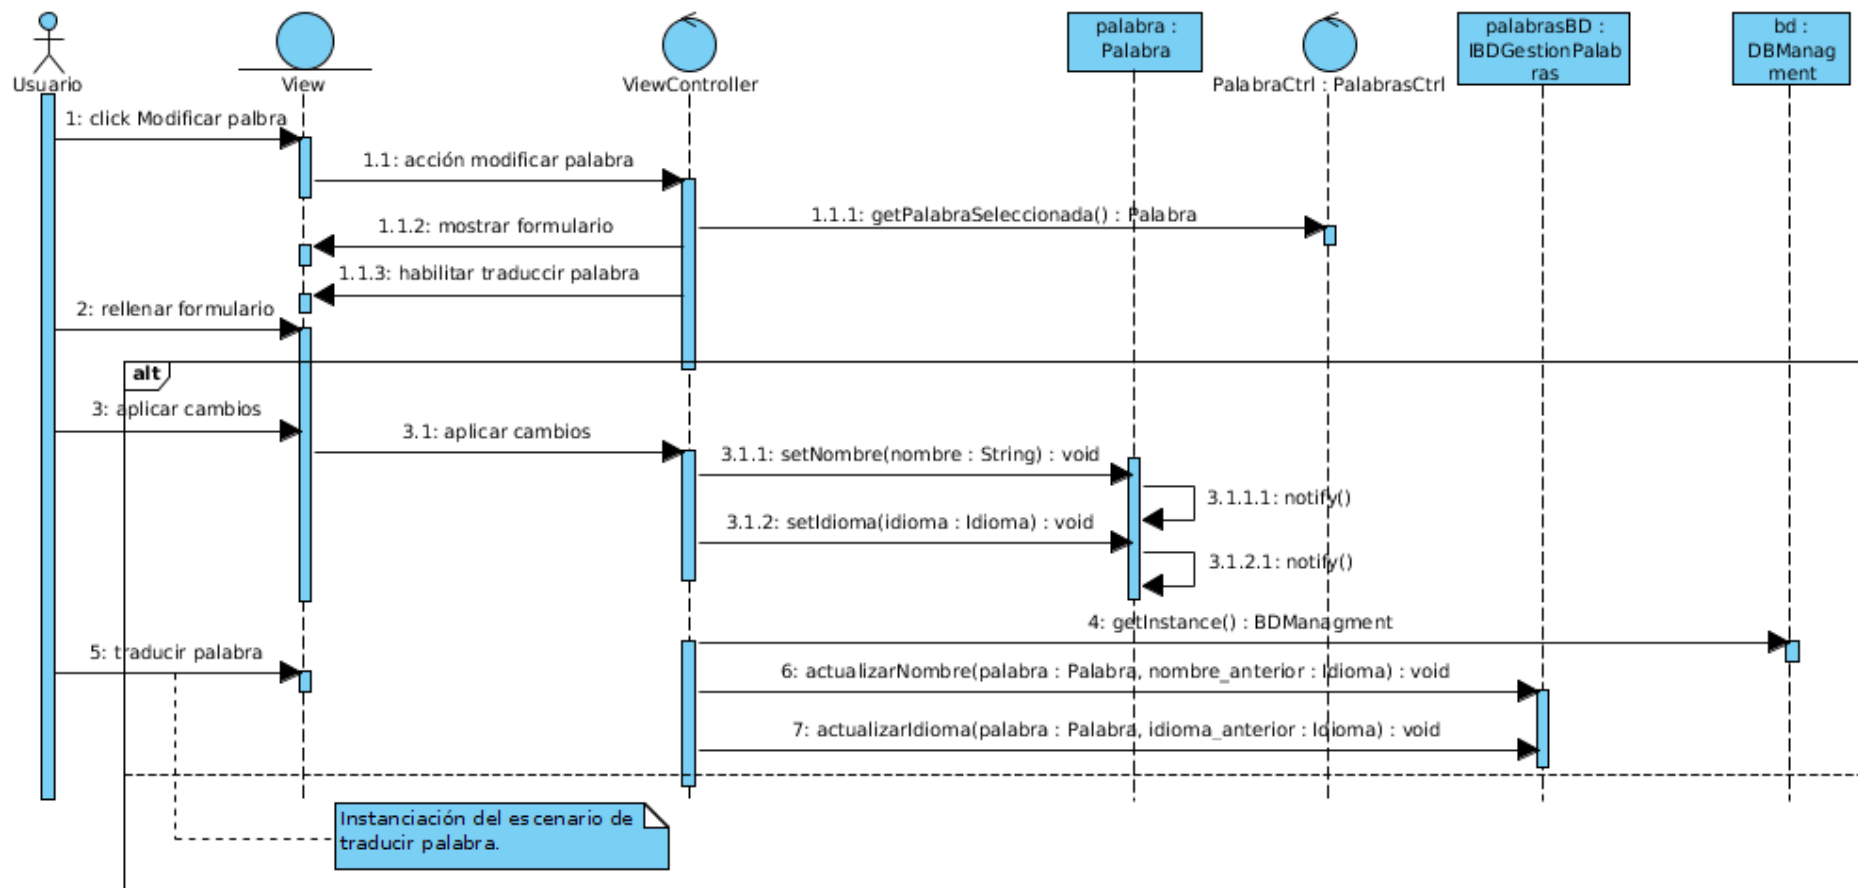 palabra :
Palabra
palabrasBD :
IBDGestionPalab
ras
bd :
DBManag
ment
Usuario
View
ViewController
PalabraCtrl : PalabrasCtrl
1: click Modificar palbra
1.1: acción modificar palabra
1.1.1: getPalabraSeleccionada() : Palabra
1.1.2: mostrar formulario
1.1.3: habilitar traduccir palabra
2: rellenar formulario
alt
3: aplicar cambios
3.1: aplicar cambios
3.1.1: setNombre(nombre : String) : void
3.1.1.1: notify()
3.1.2: setIdioma(idioma : Idioma) : void
3.1.2.1: notify()
4: getInstance() : BDManagment
5: traducir palabra
6: actualizarNombre(palabra : Palabra, nombre_anterior : Idioma) : void
7: actualizarIdioma(palabra : Palabra, idioma_anterior : Idioma) : void
Instanciación del escenario de
traducir palabra.